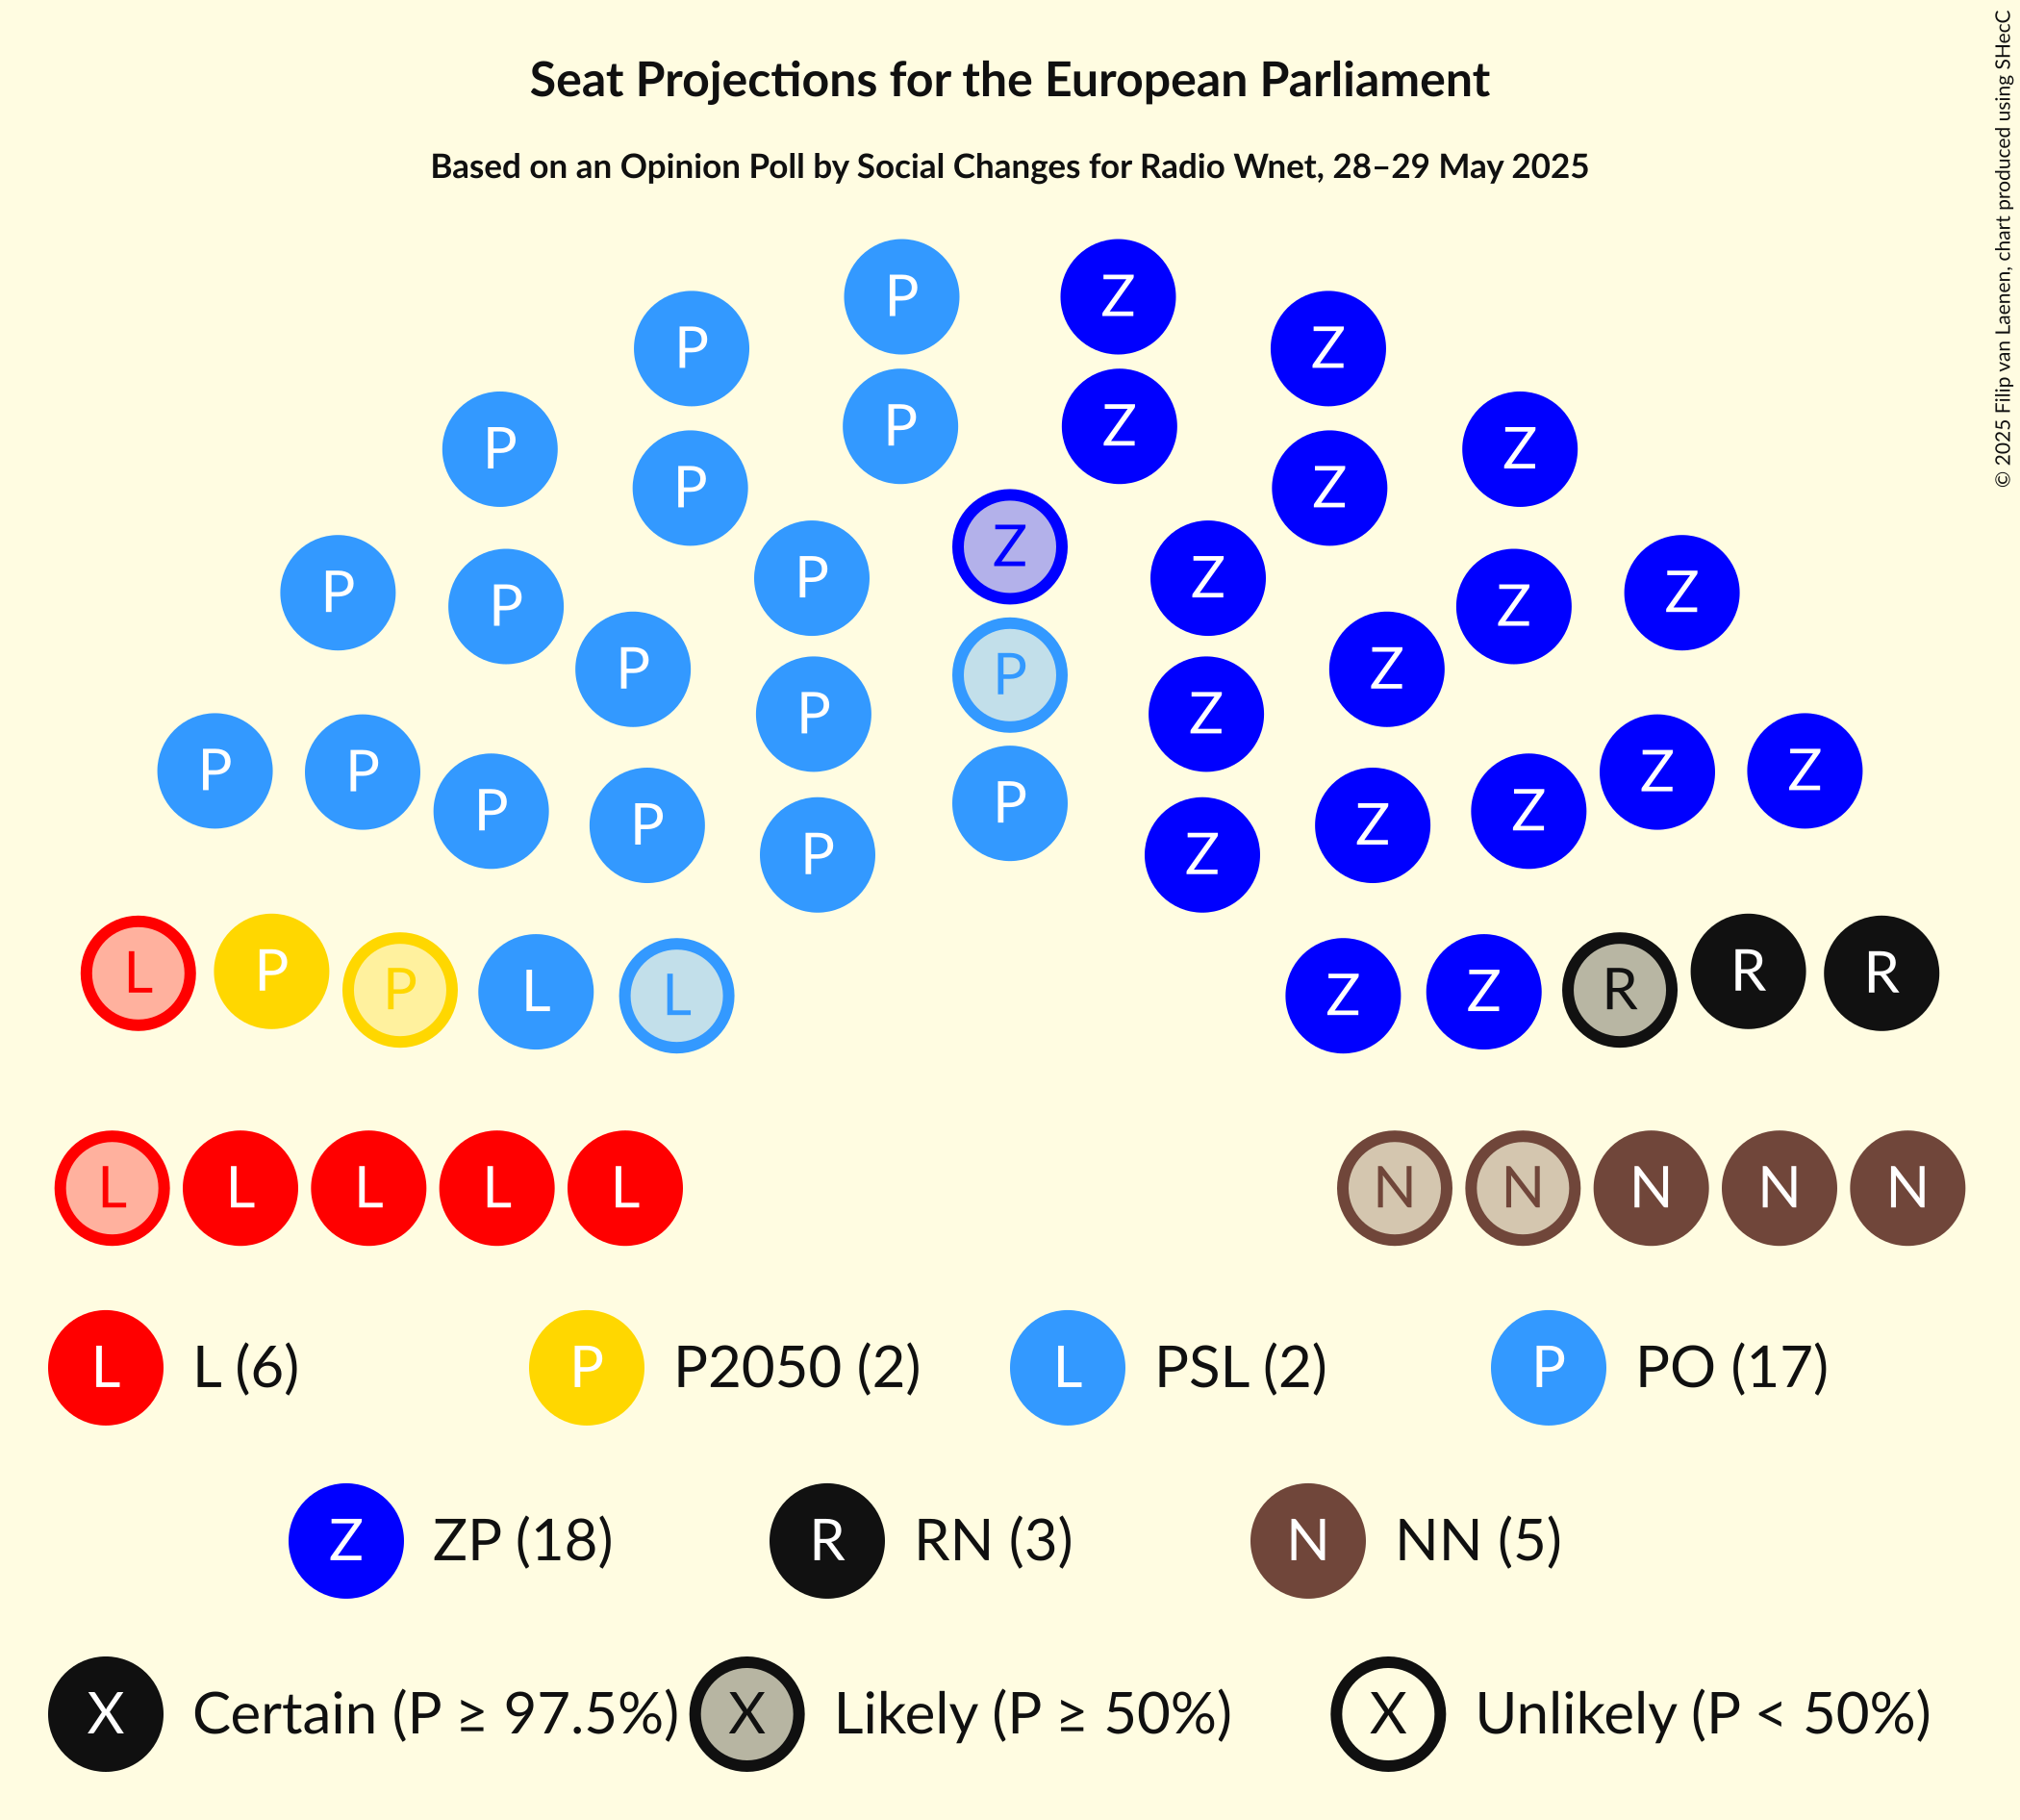 Seat Projections for the European Parliament
Based on an Opinion Poll by Social Changes for Radio Wnet, 28–29 May 2025
© 2025 Filip van Laenen, chart produced using SHecC
P Z
P Z
P Z
P Z
P Z
Z
P Z
P Z
P Z
P Z
P
P Z
P Z
P Z
P Z
P
P Z
P Z
P Z
L P P L L Z Z R R R
L L L L L N N N N N
L L (6) P P2050 (2) L PSL (2) P PO (17)
Z ZP (18) R RN (3) N NN (5)
X Certain (P ≥ 97.5%) X Likely (P ≥ 50%) X Unlikely (P < 50%)